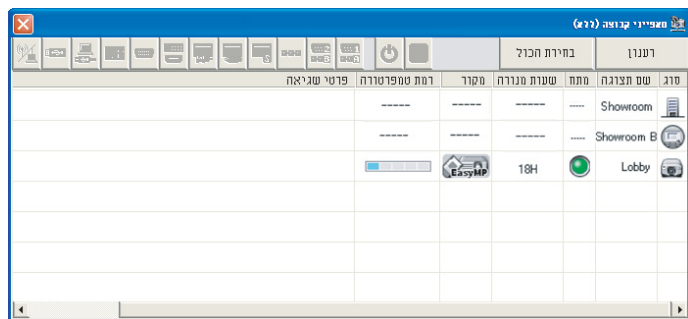 מאפייני קבוצה (ללא)
רענון בחירת הכול
סוג שם תצוגה מתח שעות מנורה מקור רמת טמפרטורה פרטי שגיאה
Showroom ----- ----- ----- -----
Showroom B ----- ----- ----- -----
Lobby 18H EasyMP